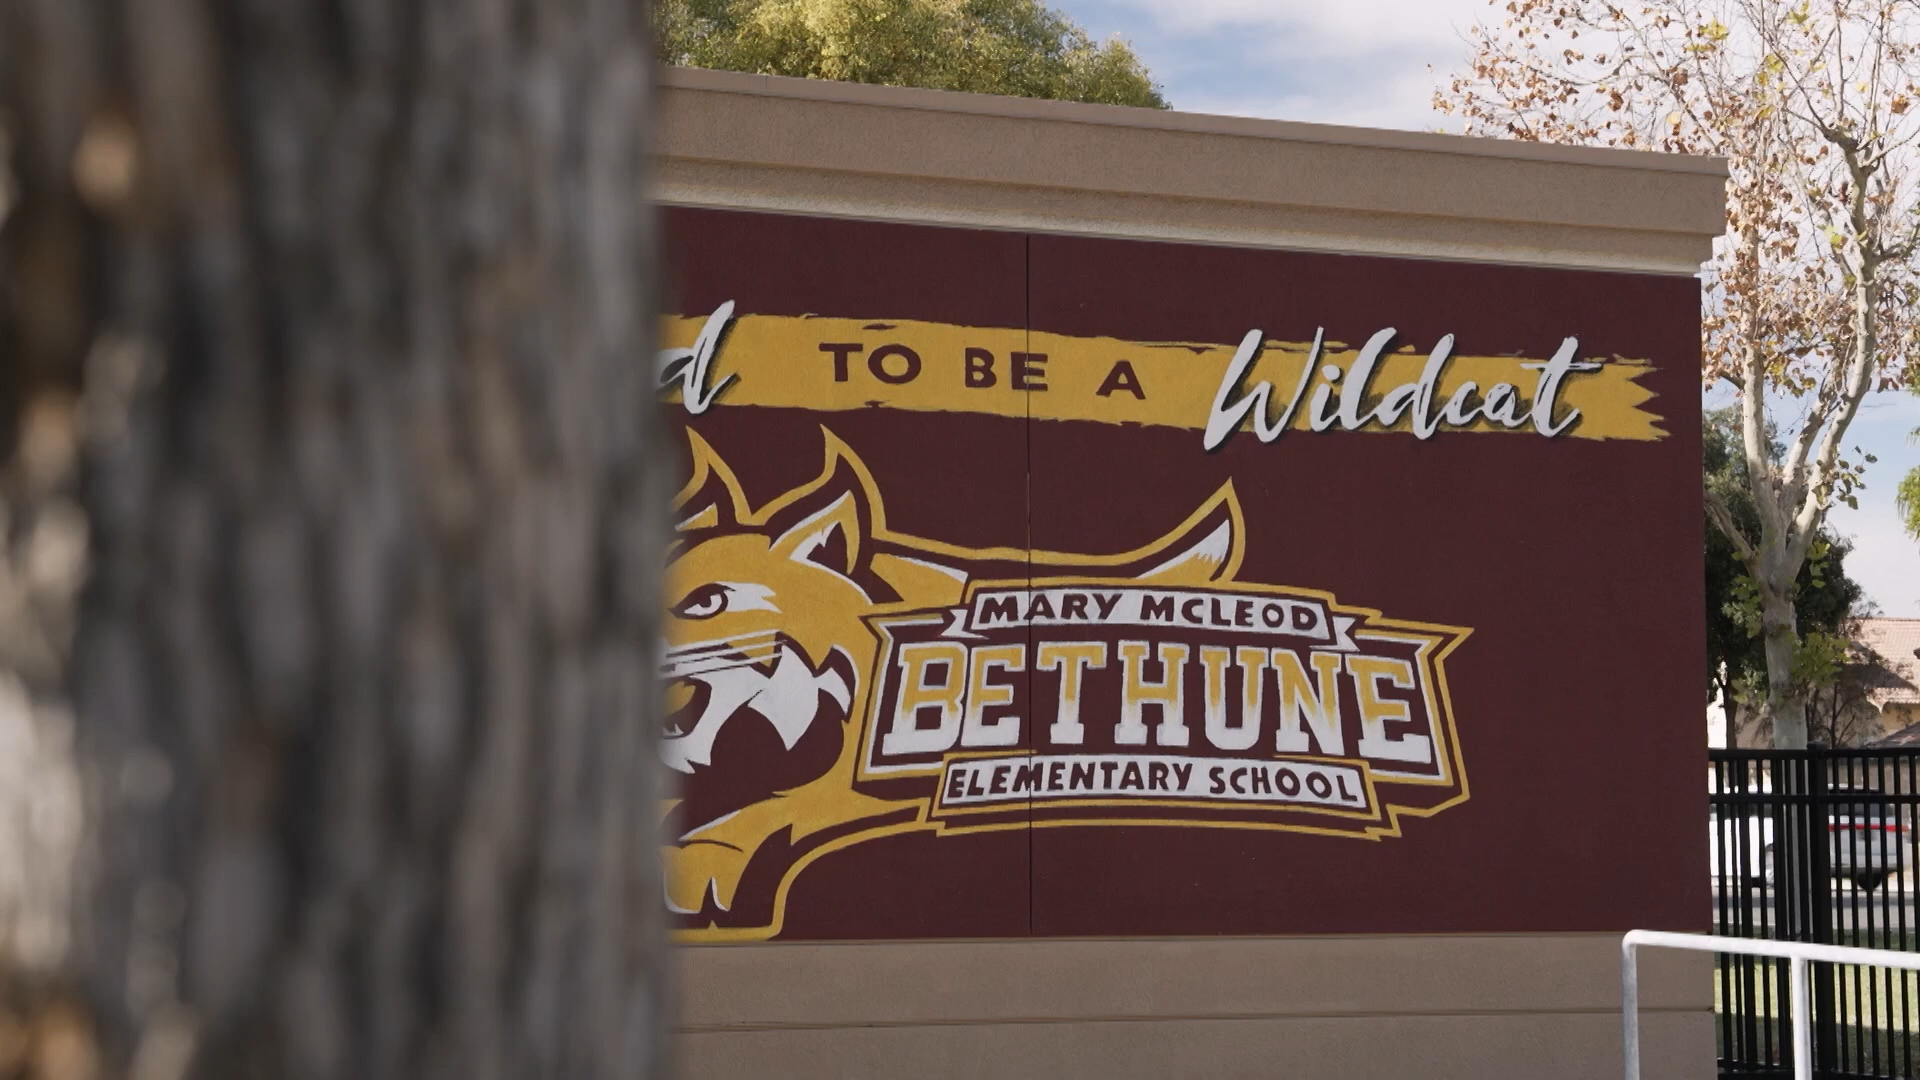 d TO BE A Wildcat
MARY MCLEOD
BETHUNE
ELEMENTARY SCHOOL